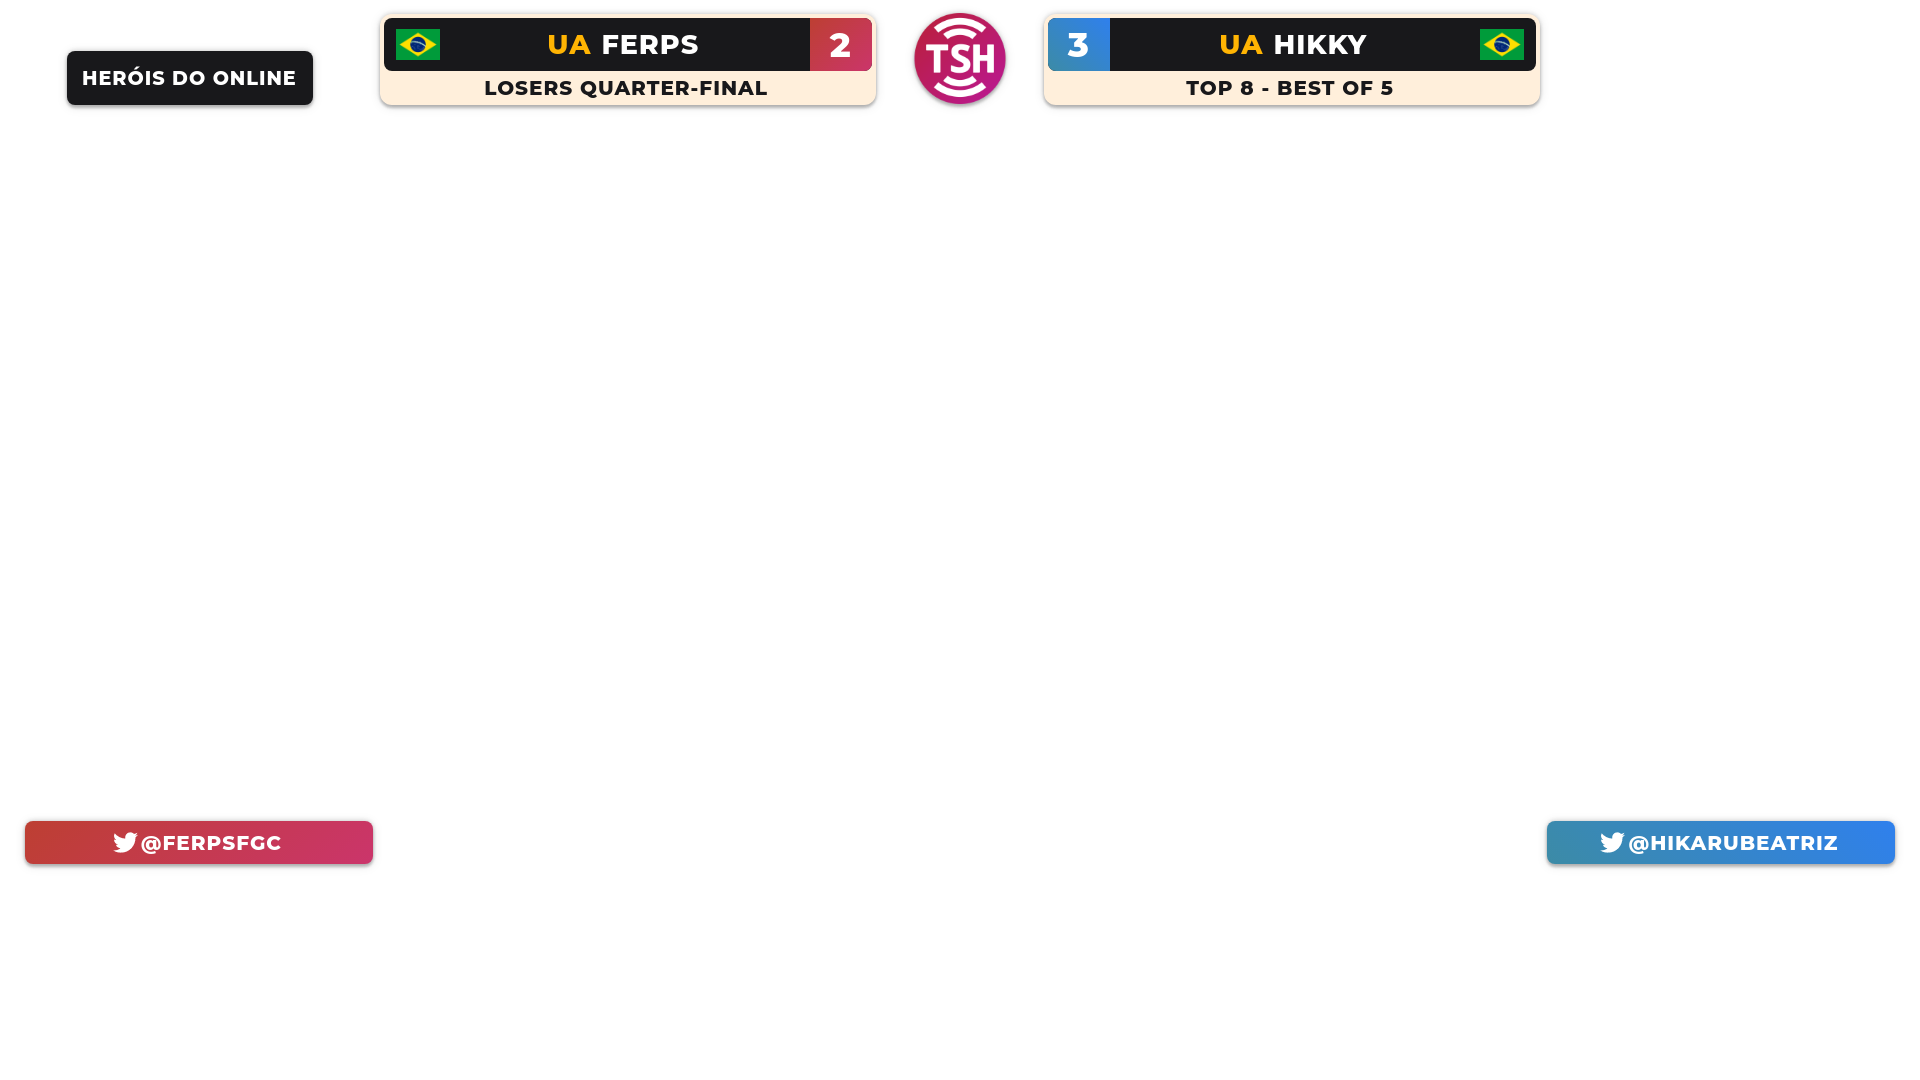 HERÓIS DO ONLINE
UA FERPS
2
LOSERS QUARTER-FINAL
TSH
3
UA HIKKY
TOP 8 - BEST OF 5
@FERPSFGC
@HIKARUBEATRIZ